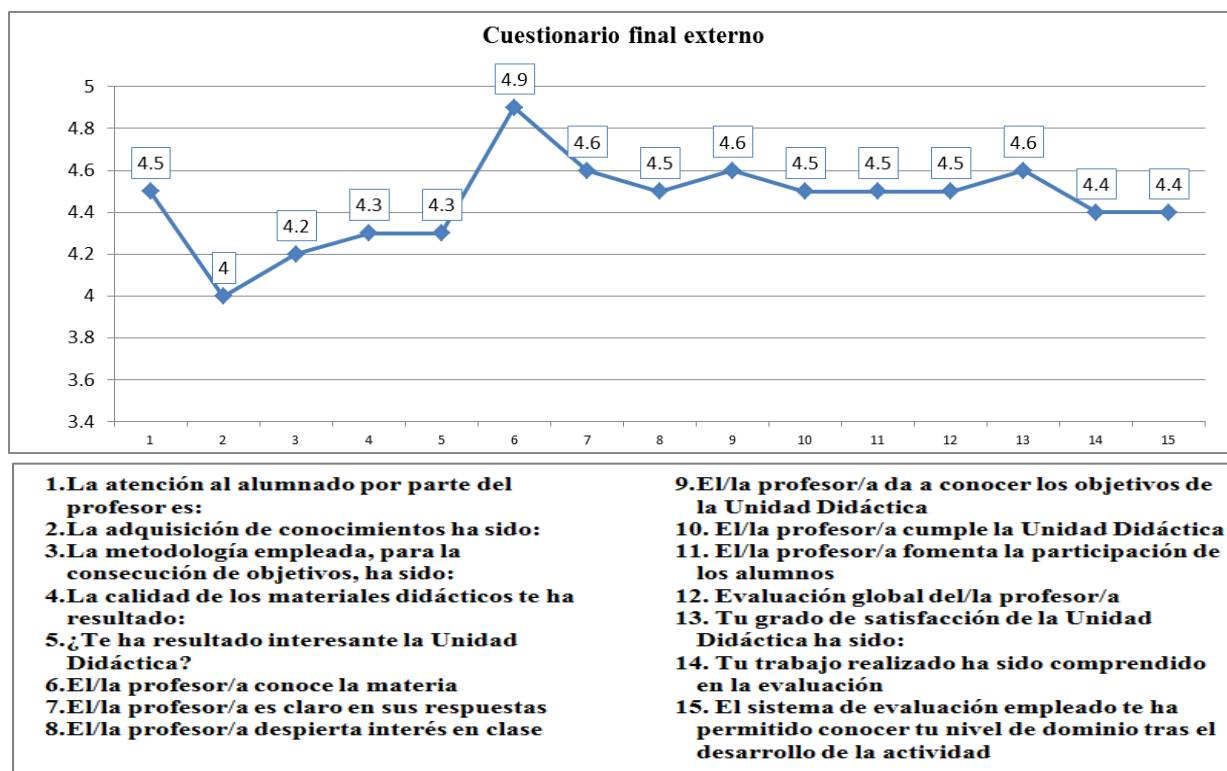 Cuestionario final externo
5
4.8
4.6
4.4
4.2
4
3.8
3.6
3.4
4.5
4
4.2
4.3
4.3
4.9
4.6
4.5
4.6
4.5
4.5
4.5
4.6
4.4
4.4
1 2 3 4 5 6 7 8 9 10 11 12 13 14 15
1.La atención al alumnado por parte del
profesor es:
2.La adquisición de conocimientos ha sido:
3.La metodología empleada, para la
consecución de objetivos, ha sido:
4.La calidad de los materiales didácticos te ha
resultado:
5.¿Te ha resultado interesante la Unidad
Didáctica?
6.El/la profesor/a conoce la materia
7.El/la profesor/a es claro en sus respuestas
8.El/la profesor/a despierta interés en clase
9.El/la profesor/a da a conocer los objetivos de
la Unidad Didáctica
10. El/la profesor/a cumple la Unidad Didáctica
11. El/la profesor/a fomenta la participación de
los alumnos
12. Evaluación global del/la profesor/a
13. Tu grado de satisfacción de la Unidad
Didáctica ha sido:
14. Tu trabajo realizado ha sido comprendido
en la evaluación
15. El sistema de evaluación empleado te ha
permitido conocer tu nivel de dominio tras el
desarrollo de la actividad